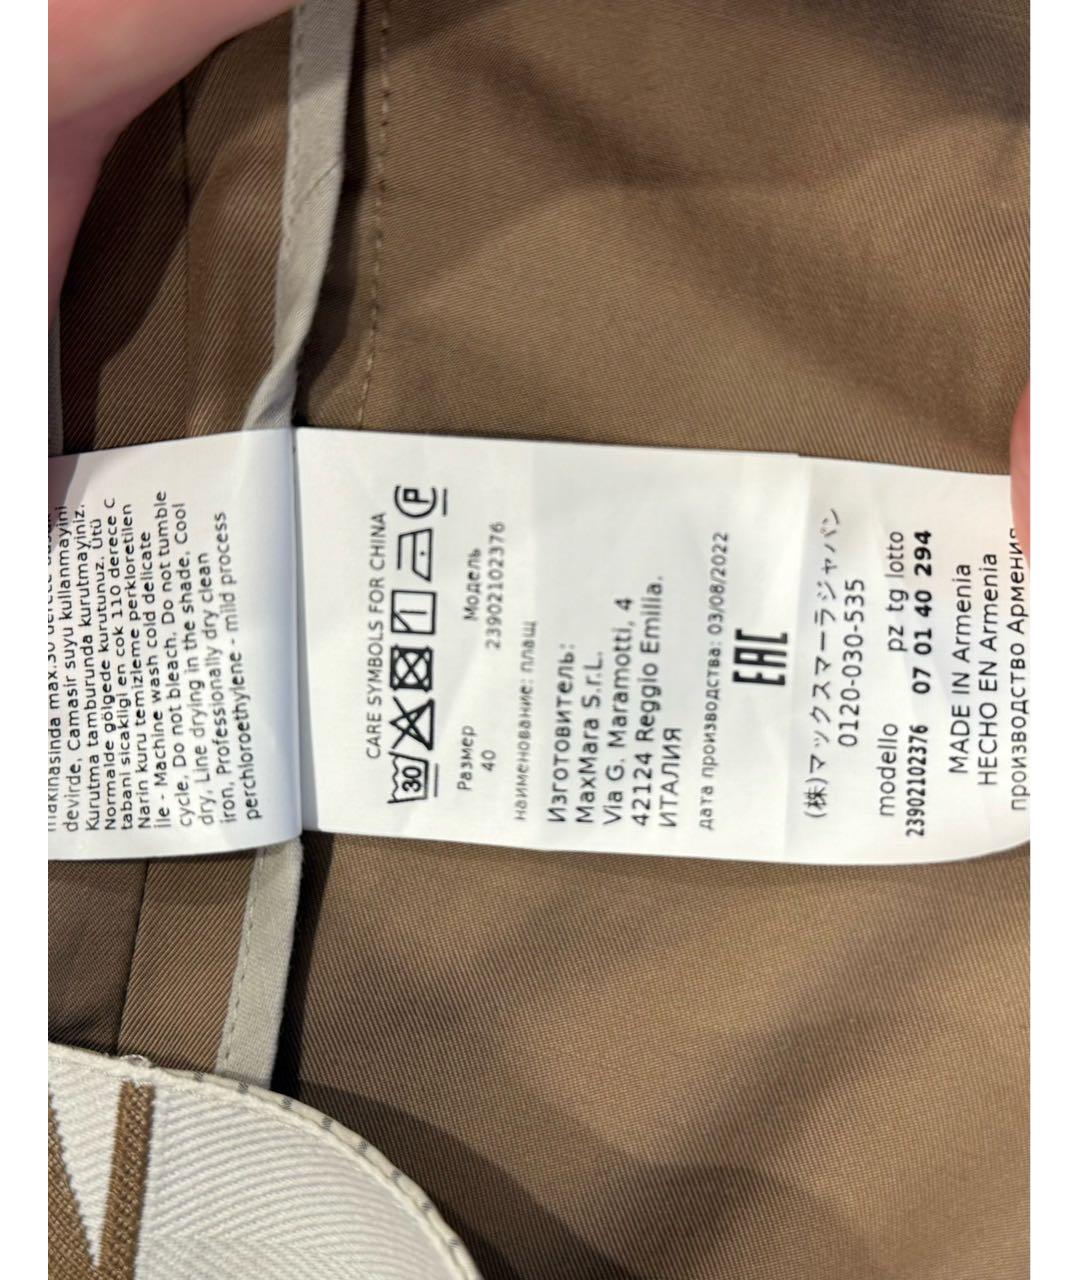 devirde, Camasir suyu kullanmayini
Kurutma tamburunda kurutmayiniz.
Normalde gölgede kurutunuz. Ütü
tabani sicakligi en cok 110 derece C
Narin kuru temizleme perkloretilen
ile - Machine wash cold delicate
cycle, Do not bleach, Do not tumble
dry, Line drying in the shade, Cool
iron, Professionally dry clean
perchloroethylene - mild process
CARE SYMBOLS FOR CHINA
30 P
Размер Модель
40 23902102376
наименование: плащ
Изготовитель:
MaxMara S.r.L.
Via G. Maramotti, 4
42124 Reggio Emilia.
ИТАЛИЯ
дата производства: 03/08/2022
EAC
(株)マックスマーラジャパン
0120-030-535
modello pz tg lotto
23902102376 07 01 40 294
MADE IN Armenia
HECHO EN Armenia
производство Армения